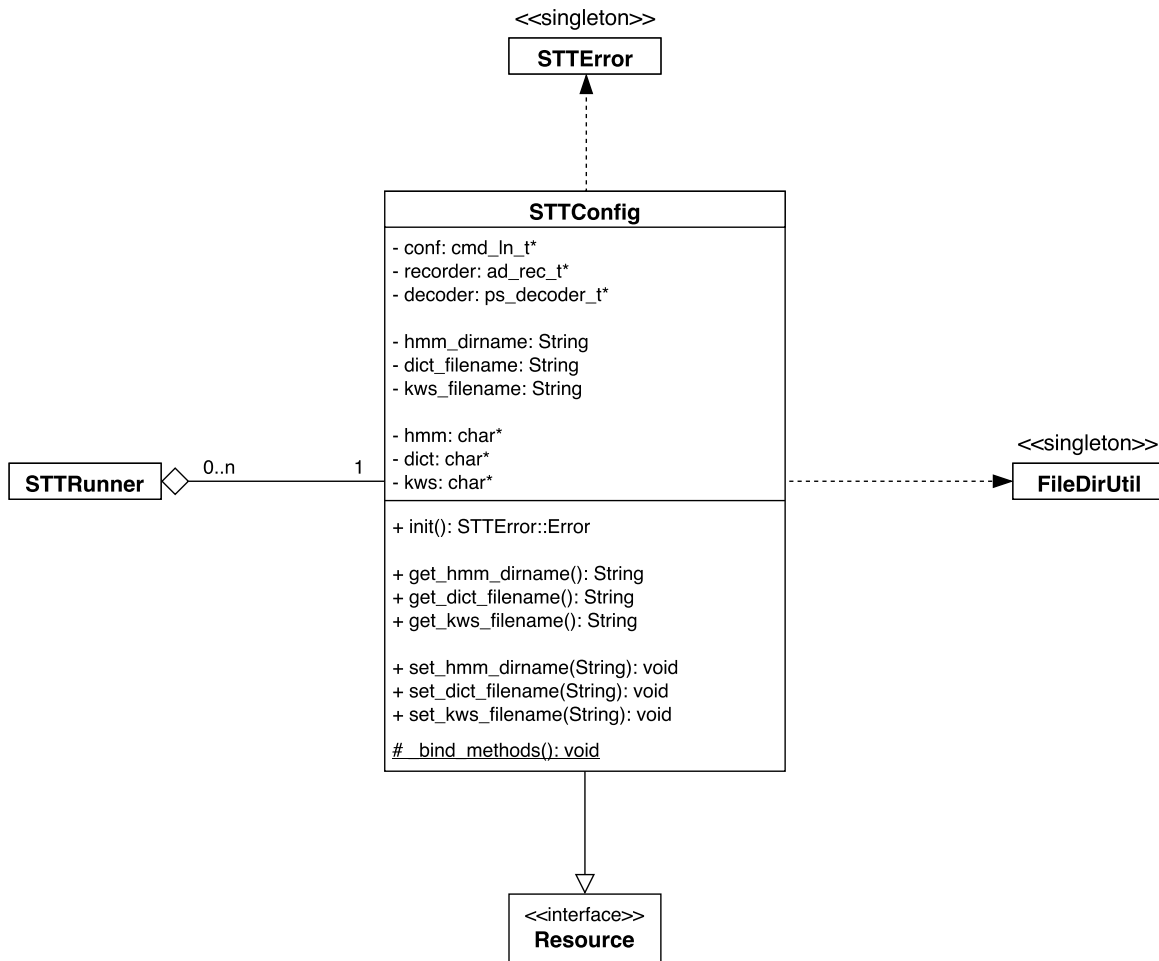 <<singleton>>
STTError
STTConfig
- conf: cmd_ln_t*
- recorder: ad_rec_t*
- decoder: ps_decoder_t*
- hmm_dirname: String
- dict_filename: String
- kws_filename: String
- hmm: char*
- dict: char*
- kws: char*
STTRunner
0..n
1
<<singleton>>
FileDirUtil
+ init(): STTError::Error
+ get_hmm_dirname(): String
+ get_dict_filename(): String
+ get_kws_filename(): String
+ set_hmm_dirname(String): void
+ set_dict_filename(String): void
+ set_kws_filename(String): void
# _bind_methods(): void
<<interface>>
Resource